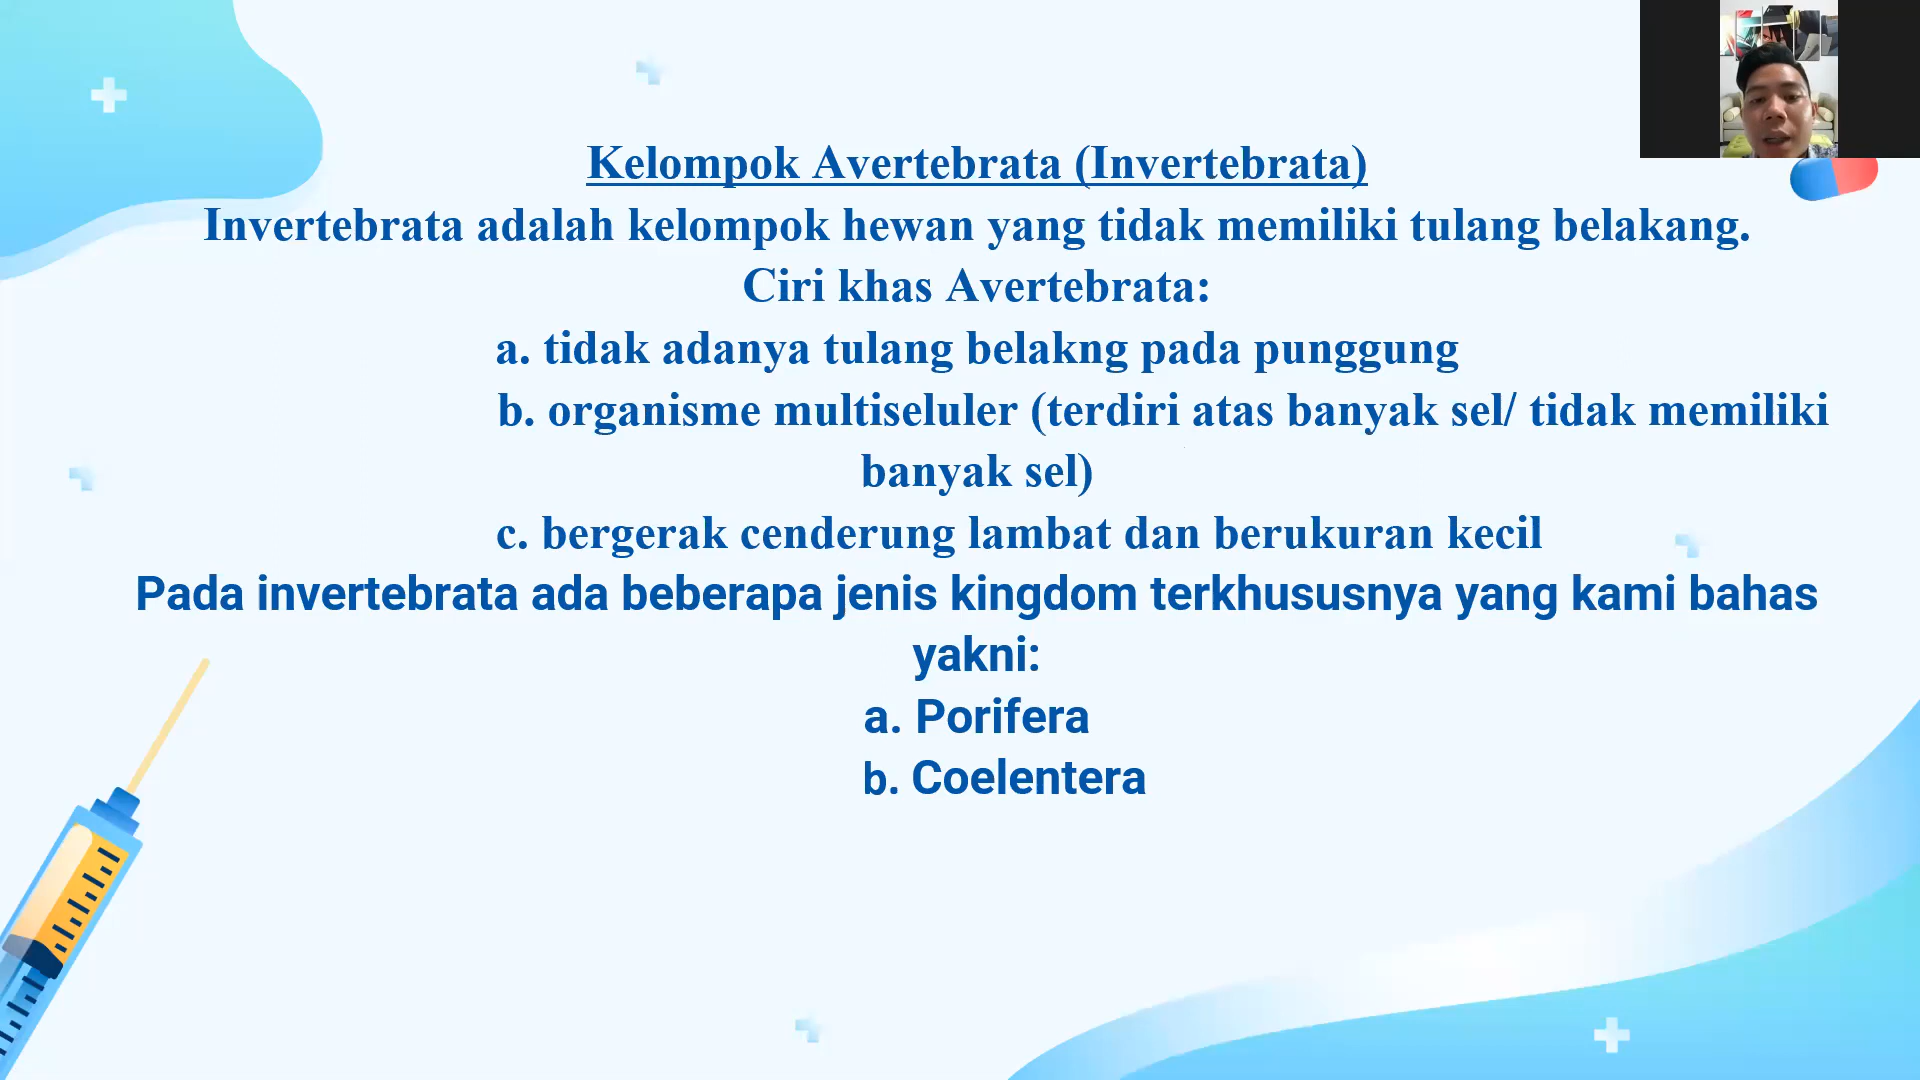 Kelompok Avertebrata (Invertebrata)
Invertebrata adalah kelompok hewan yang tidak memiliki tulang belakang.
Ciri khas Avertebrata:
a. tidak adanya tulang belakng pada punggung
b. organisme multiseluler (terdiri atas banyak sel/ tidak memiliki
banyak sel)
c. bergerak cenderung lambat dan berukuran kecil
Pada invertebrata ada beberapa jenis kingdom terkhususnya yang kami bahas
yakni:
a. Porifera
b. Coelentera